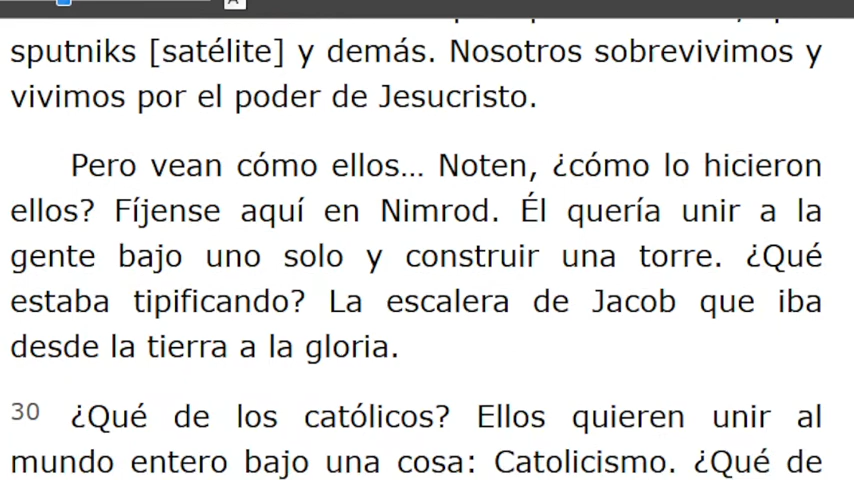 sputniks [satélite] y demás. Nosotros sobrevivimos y
vivimos por el poder de Jesucristo.
Pero vean cómo ellos... Noten, ¿cómo lo hicieron
ellos? Fíjense aquí en Nimrod. Él quería unir a la
gente bajo uno solo y construir una torre. ¿Qué
estaba tipificando? La escalera de Jacob que iba
desde la tierra a la gloria.
30 ¿Qué de los católicos? Ellos quieren unir al
mundo entero bajo una cosa: Catolicismo. ¿Qué de